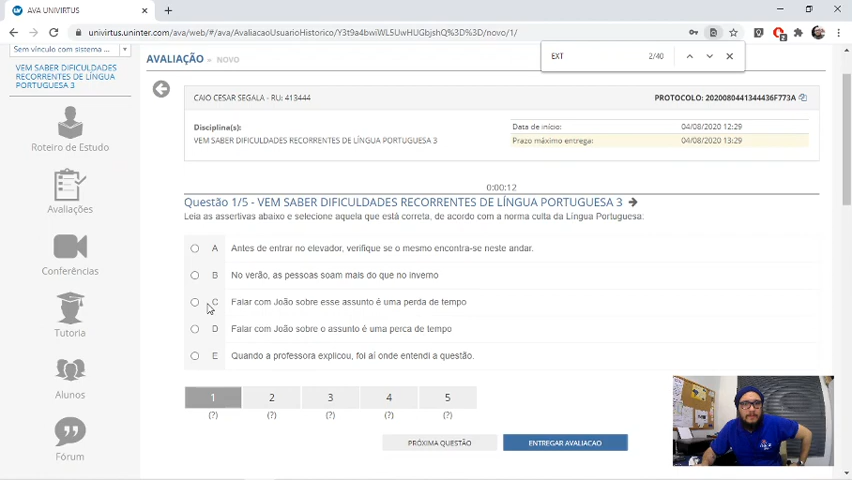 AVA UNIVIRTUS
univirtus.uninter.com/ava/web/#/ava/AvaliacaoUsuarioHistorico/Y3t9a4bwiWL5UwHUGbjshQ%3D%3D/novo/1/
EXT 2/40
Sem vínculo com sistema ...
VEM SABER DIFICULDADES
RECORRENTES DE LÍNGUA
PORTUGUESA 3
Roteiro de Estudo
Avaliações
Conferências
Tutoria
Alunos
Fórum
AVALIAÇÃO » NOVO
CAIO CESAR SEGALA - RU: 413444
PROTOCOLO: 2020080441344436F773A
Disciplina(s):
VEM SABER DIFICULDADES RECORRENTES DE LÍNGUA PORTUGUESA 3
Data de início: 04/08/2020 12:29
Prazo máximo entrega: 04/08/2020 13:29
0:00:12
Questão 1/5 - VEM SABER DIFICULDADES RECORRENTES DE LÍNGUA PORTUGUESA 3
Leia as assertivas abaixo e selecione aquela que está correta, de acordo com a norma culta da Língua Portuguesa:
A Antes de entrar no elevador, verifique se o mesmo encontra-se neste andar.
B No verão, as pessoas soam mais do que no inverno
C Falar com João sobre esse assunto é uma perda de tempo
D Falar com João sobre o assunto é uma perca de tempo
E Quando a professora explicou, foi aí onde entendi a questão.
1 2 3 4 5
(?) (?) (?) (?) (?)
PRÓXIMA QUESTÃO
ENTREGAR AVALIACAO